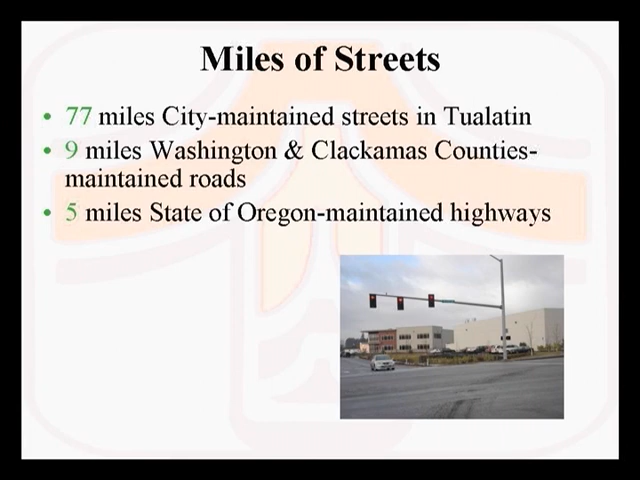 Miles of Streets
• 77 miles City-maintained streets in Tualatin
• 9 miles Washington & Clackamas Counties-
maintained roads
• 5 miles State of Oregon-maintained highways